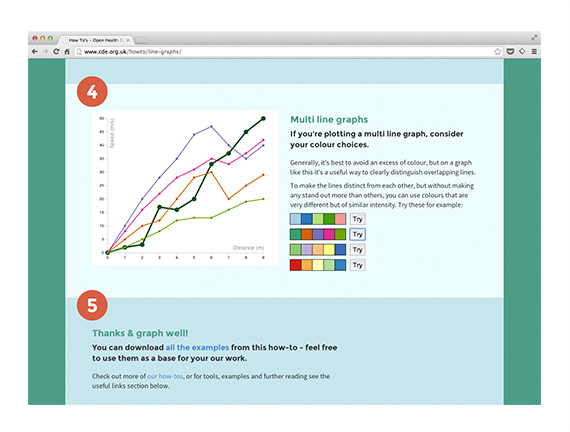 How To's – Open Health D
www.cde.org.uk/howto/line-graphs/
4
Speed (m/s)
50
45
40
35
30
25
20
15
10
5
0
0 1 2 3 4 5 6 7 8 9
Distance (m)
Multi line graphs
If you're plotting a multi line graph, consider
your colour choices.
Generally, it's best to avoid an excess of colour, but on a graph
like this it's a useful way to clearly distinguish overlapping lines.
To make the lines distinct from each other, but without making
any stand out more than others, you can use colours that are
very different but of similar intensity. Try these for example:
Try
Try
Try
Try
5
Thanks & graph well!
You can download all the examples from this how-to - feel free
to use them as a base for your our work.
Check out more of our how-tos, or for tools, examples and further reading see the
useful links section below.